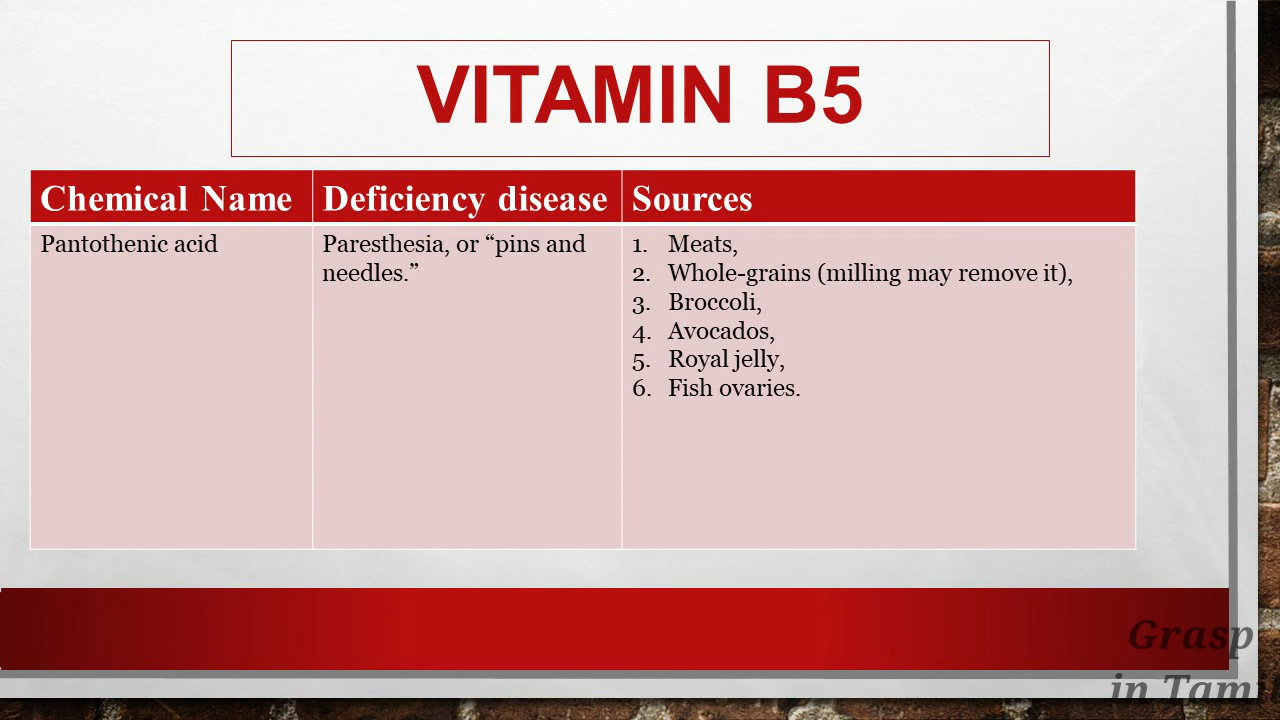 VITAMIN B5
Chemical Name
Deficiency disease
Sources
Pantothenic acid
Paresthesia, or “pins and
needles.”
1. Meats,
2. Whole-grains (milling may remove it),
3. Broccoli,
4. Avocados,
5. Royal jelly,
6. Fish ovaries.
Grasp
in